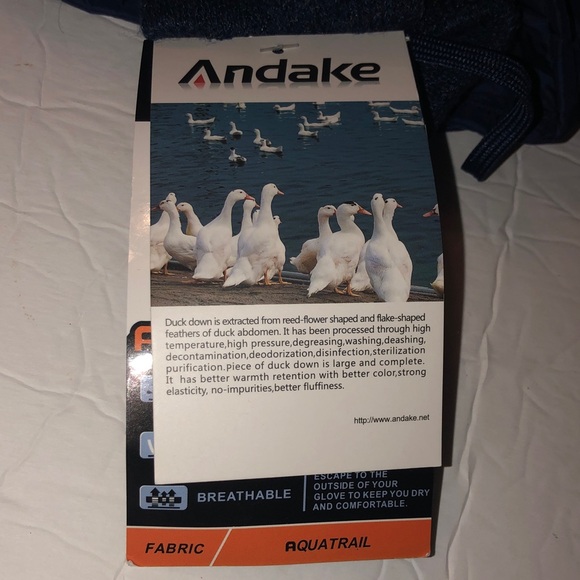 Andake
Duck down is extracted from reed-flower shaped and flake-shaped
feathers of duck abdomen. It has been processed through high
temperature,high pressure,degreasing,washing,deashing,
decontamination,deodorization,disinfection,sterilization
purification.Piece of duck down is large and complete.
It has better warmth retention with better color,strong
elasticity, no-impurities,better fluffiness.
http://www.andake.net
BREATHABLE
ESCAPE TO THE
OUTSIDE OF YOUR
GLOVE TO KEEP YOU DRY
AND COMFORTABLE.
FABRIC / AQUATRAIL